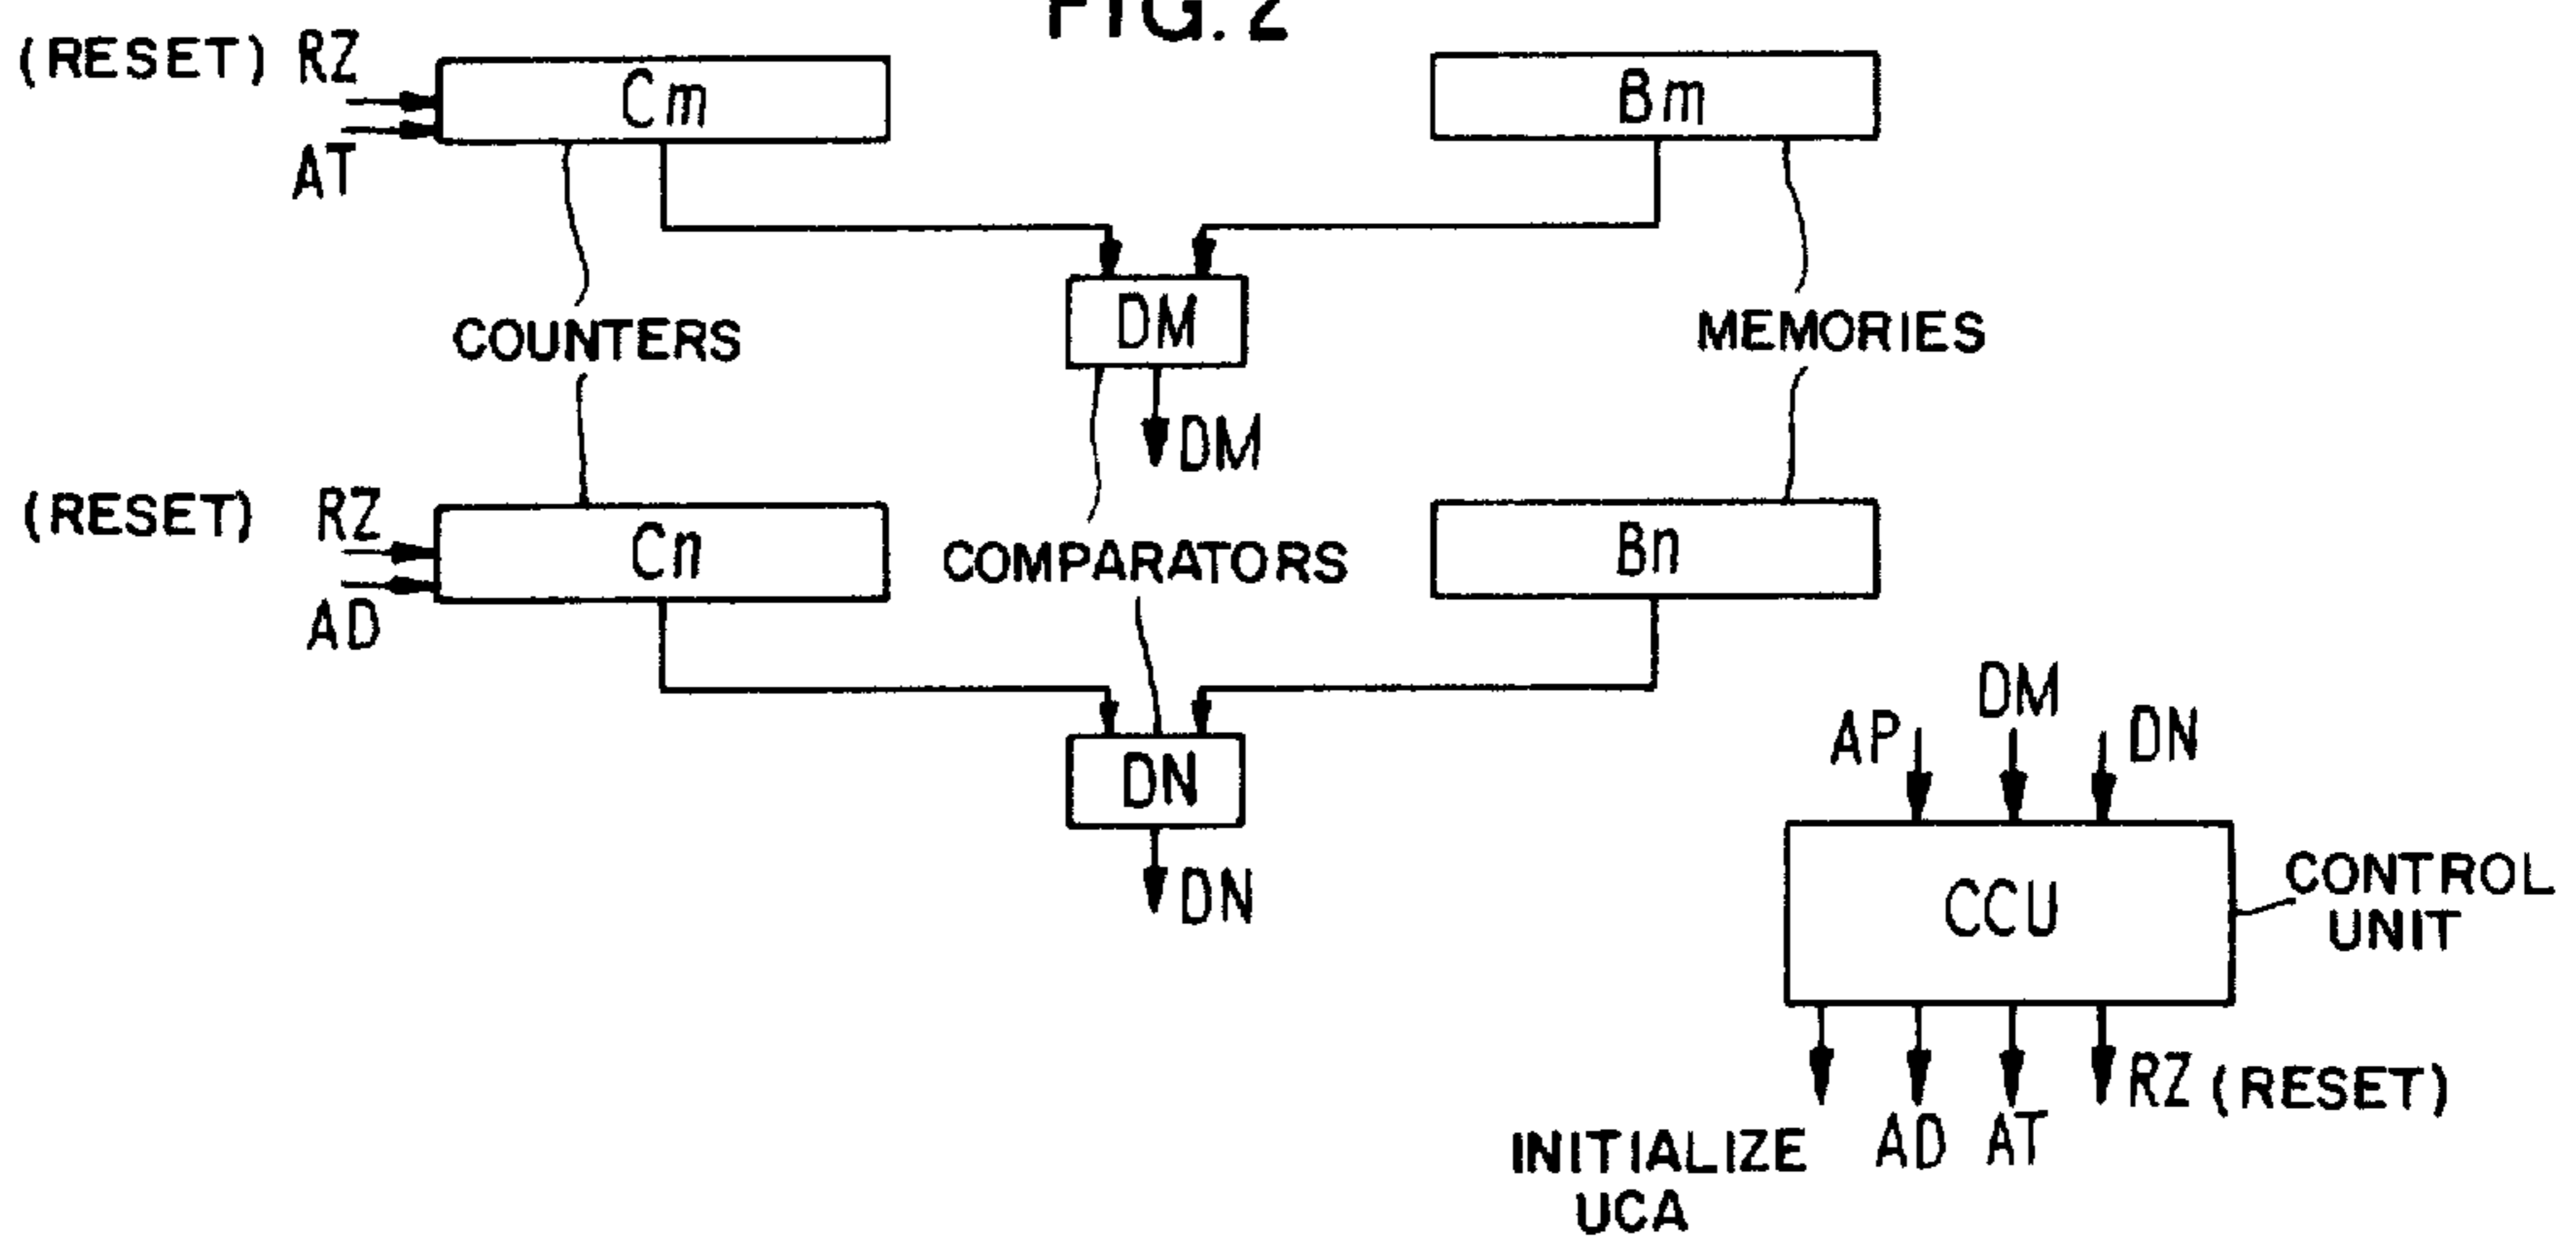 FIG. 2
(RESET) RZ
Cm
Bm
AT
COUNTERS
DM
MEMORIES
DM
(RESET) RZ
Cn
COMPARATORS
Bn
AD
DN
DN
AP
DM
DN
CCU
CONTROL
UNIT
RZ (RESET)
INITIALIZE
UCA
AD
AT